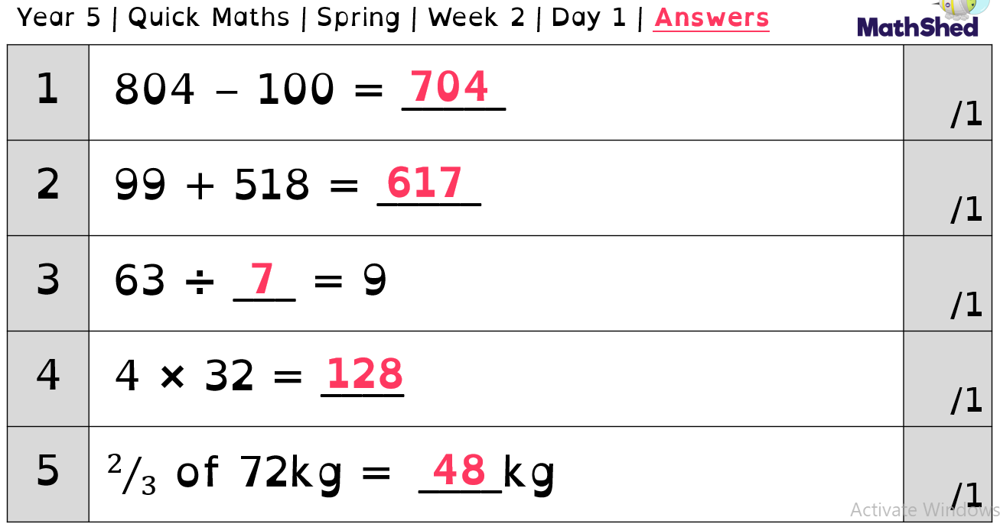 Year 5 | Quick Maths | Spring | Week 2 | Day 1 | Answers
MathShed
1 804 – 100 = 704 /1
2 99 + 518 = 617 /1
3 63 ÷ 7 = 9 /1
4 4 × 32 = 128 /1
5 2/3 of 72kg = 48kg /1
Activate Windows